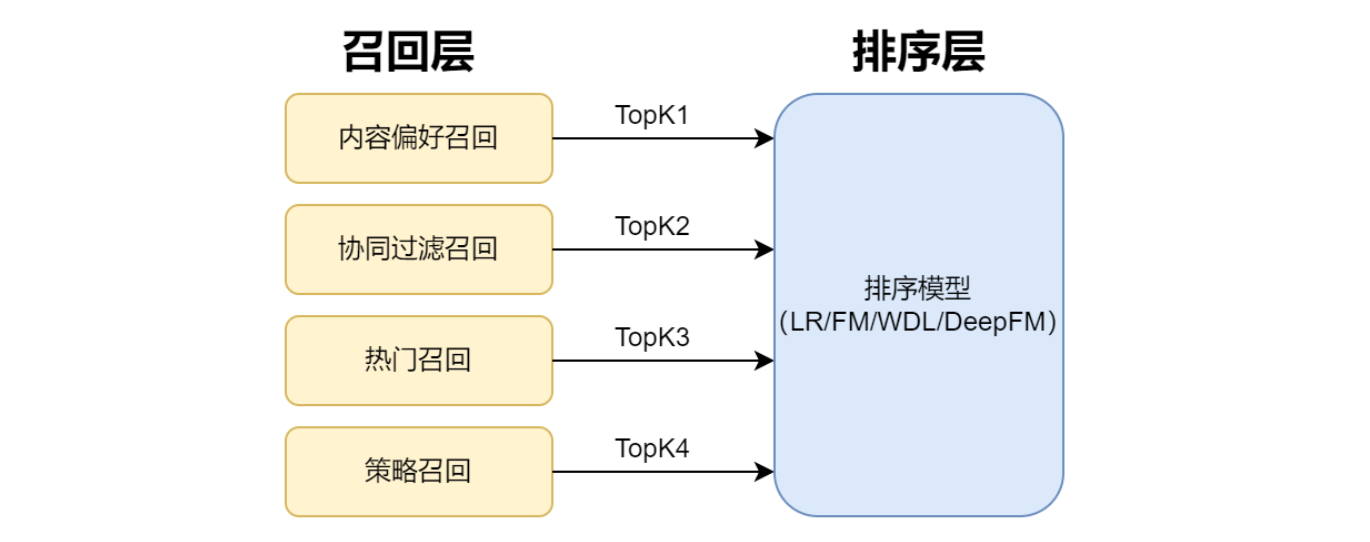 召回层
排序层
内容偏好召回
TopK1
协同过滤召回
TopK2
热门召回
TopK3
策略召回
TopK4
排序模型
(LR/FM/WDL/DeepFM)